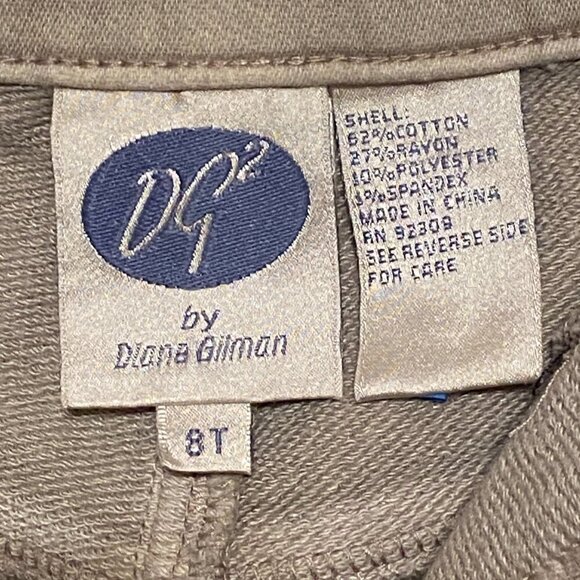 DG2
by
Diane Gilman
8T
SHELL:
62%COTTON
27%RAYON
10%POLYESTER
1%SPANDEX
MADE IN CHINA
RN 92309
SEE REVERSE SIDE
FOR CARE